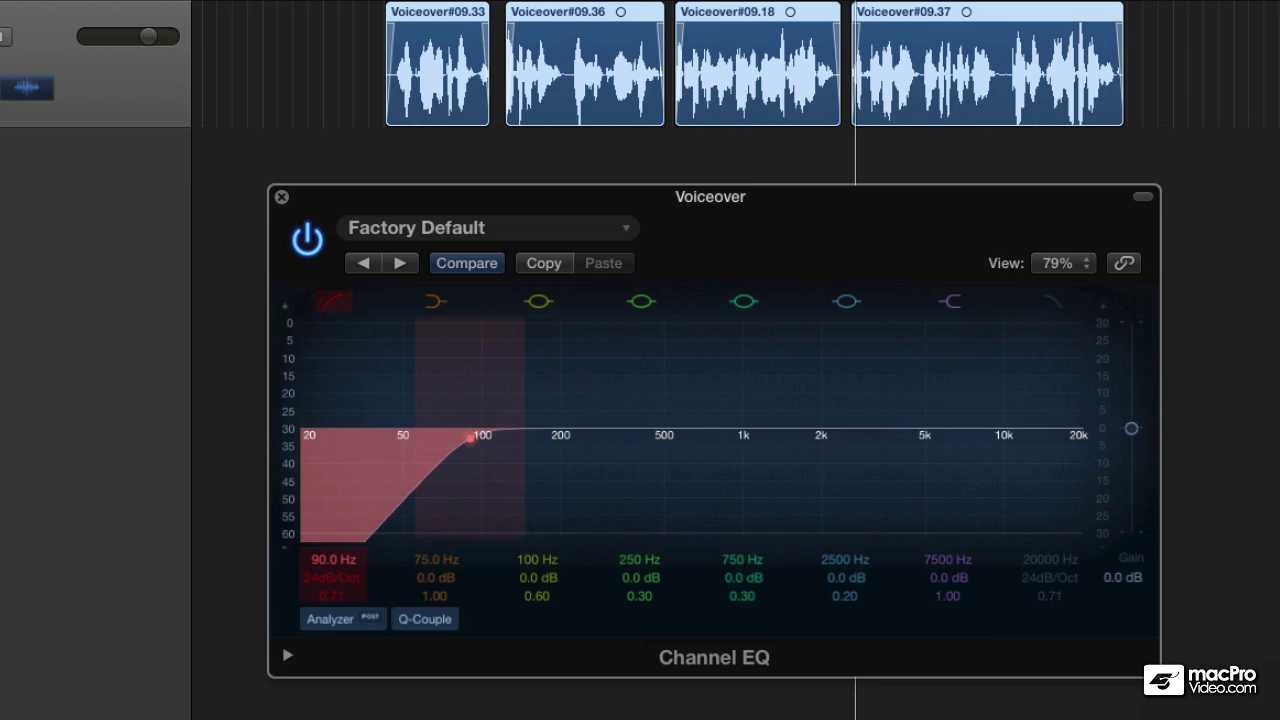 Voiceover#09.33 Voiceover#09.36 Voiceover#09.18 Voiceover#09.37
Voiceover
Factory Default
Compare Copy Paste View: 79%
+ +
0 30
5 25
10 20
15 15
20 10
25 5
30 20 50 100 200 500 1k 2k 5k 10k 20k 0
35 5
40 10
45 15
50 20
55 25
60 30
- -
90.0 Hz 75.0 Hz 100 Hz 250 Hz 750 Hz 2500 Hz 7500 Hz 20000 Hz Gain
24dB/Oct 0.0 dB 0.0 dB 0.0 dB 0.0 dB 0.0 dB 0.0 dB 24dB/Oct 0.0 dB
0.71 1.00 0.60 0.30 0.30 0.20 1.00 0.71
Analyzer POST Q-Couple
Channel EQ
macPro
Video.com